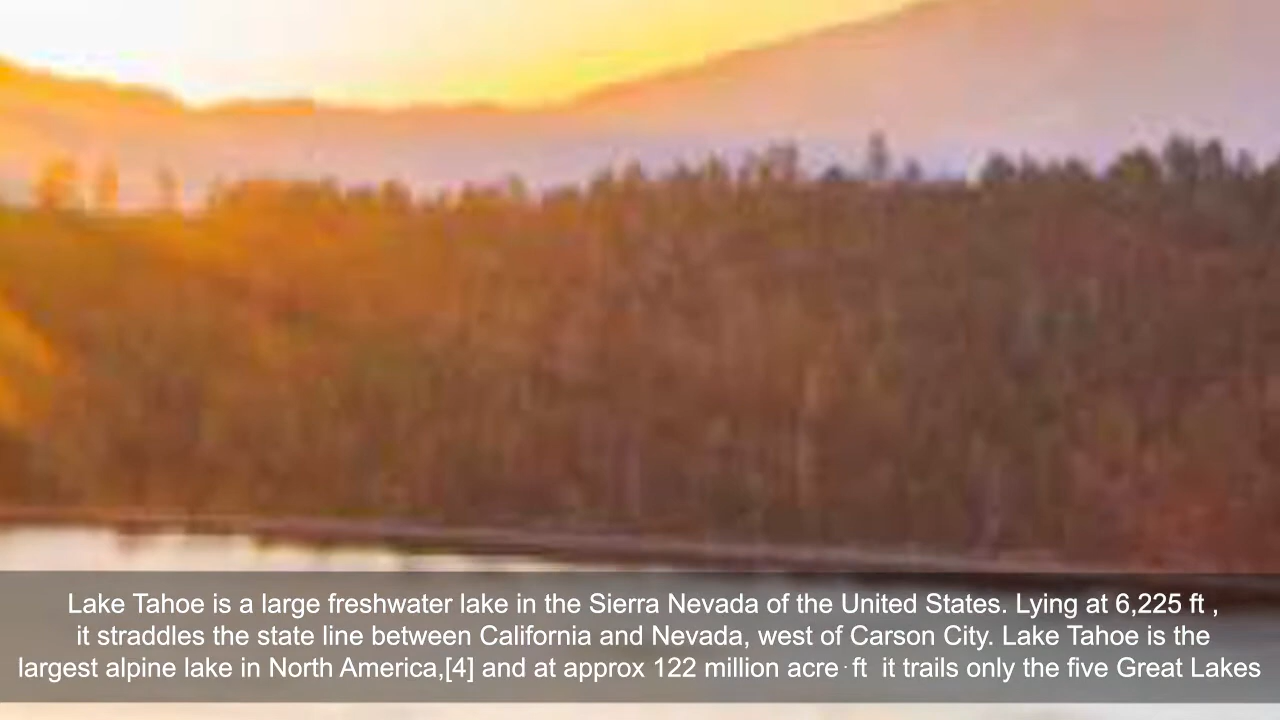 Lake Tahoe is a large freshwater lake in the Sierra Nevada of the United States. Lying at 6,225 ft ,
it straddles the state line between California and Nevada, west of Carson City. Lake Tahoe is the
largest alpine lake in North America,[4] and at approx 122 million acre·ft  it trails only the five Great Lakes